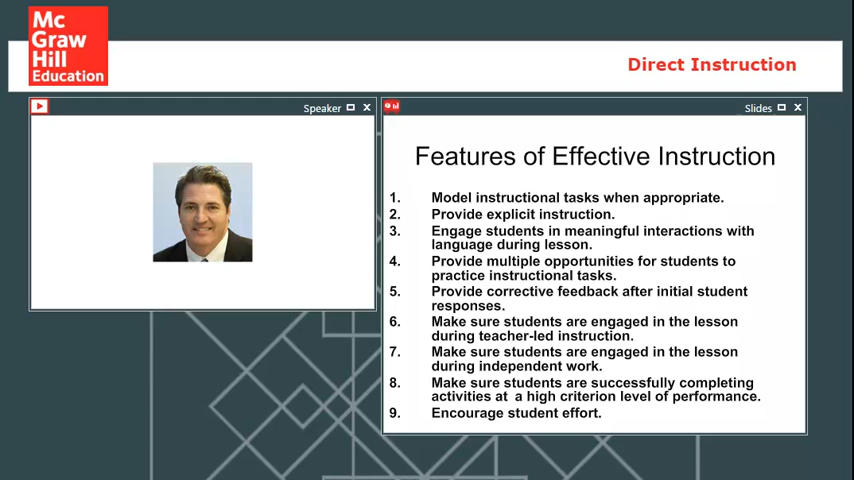 Mc
Graw
Hill
Education
Direct Instruction
Speaker
Slides
Features of Effective Instruction
1. Model instructional tasks when appropriate.
2. Provide explicit instruction.
3. Engage students in meaningful interactions with
language during lesson.
4. Provide multiple opportunities for students to
practice instructional tasks.
5. Provide corrective feedback after initial student
responses.
6. Make sure students are engaged in the lesson
during teacher-led instruction.
7. Make sure students are engaged in the lesson
during independent work.
8. Make sure students are successfully completing
activities at a high criterion level of performance.
9. Encourage student effort.